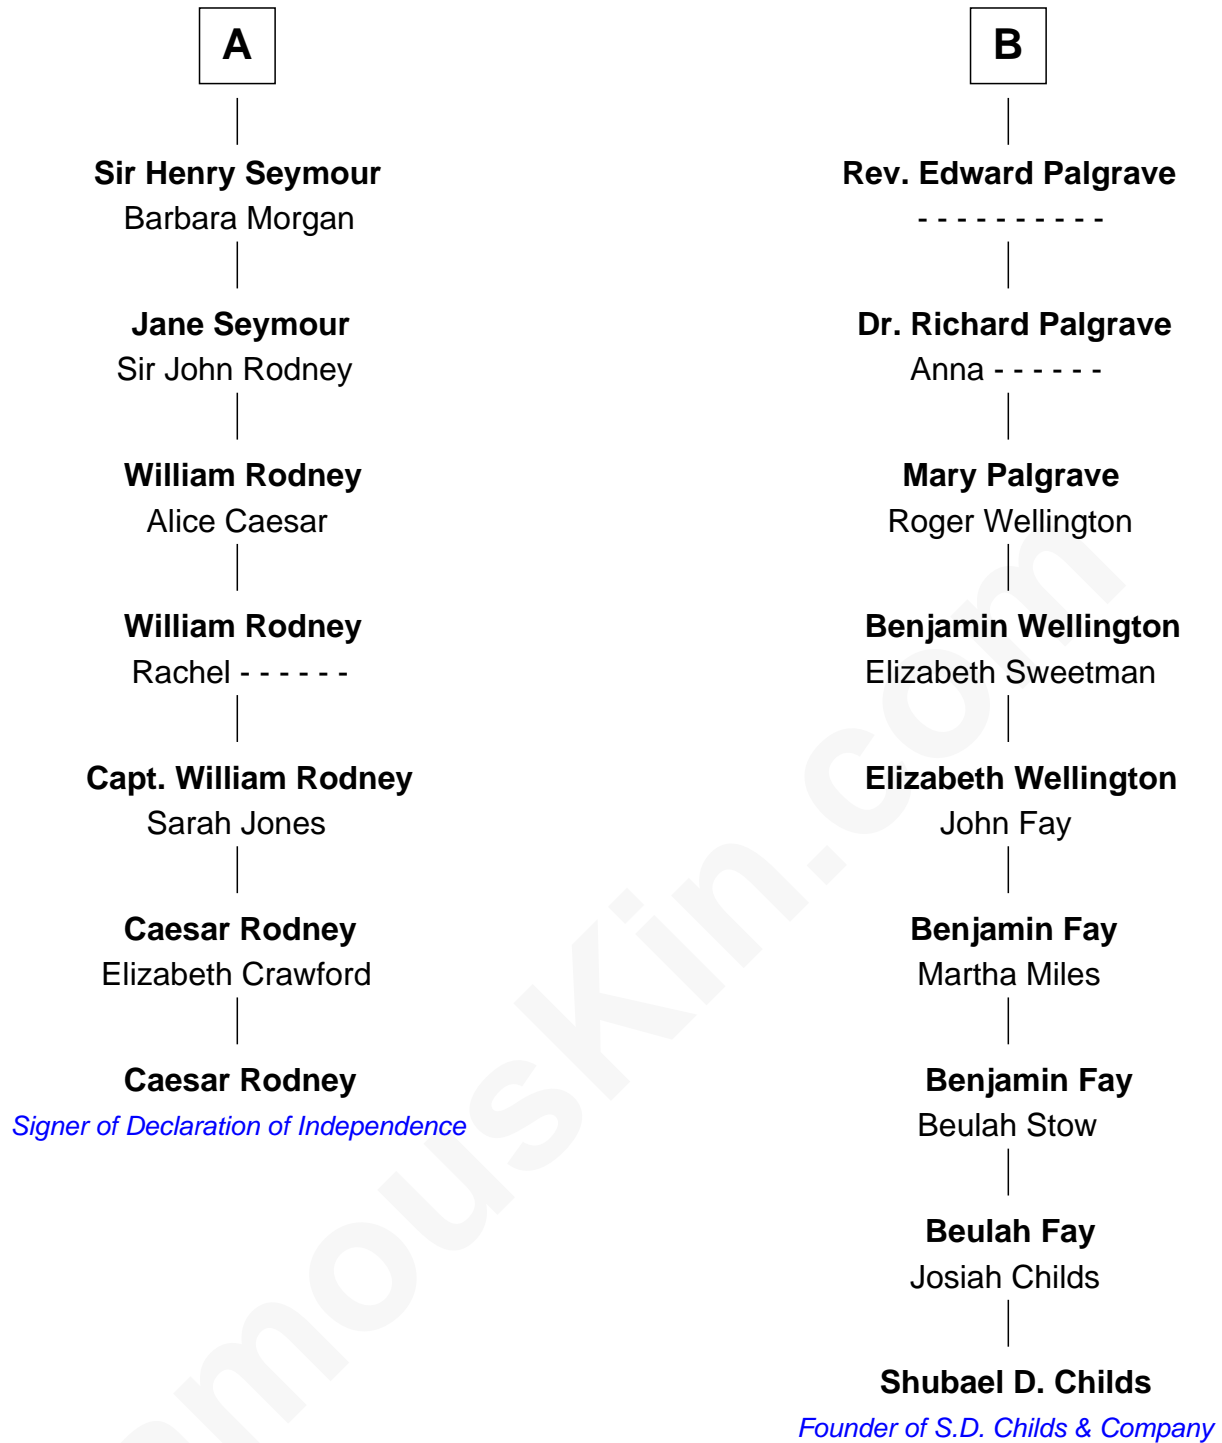 A
Sir Henry Seymour
Barbara Morgan
Jane Seymour
Sir John Rodney
William Rodney
Alice Caesar
William Rodney
Rachel - - - - - -
Capt. William Rodney
Sarah Jones
Caesar Rodney
Elizabeth Crawford
Caesar Rodney
Signer of Declaration of Independence
B
Rev. Edward Palgrave
- - - - - - - - - -
Dr. Richard Palgrave
Anna - - - - - -
Mary Palgrave
Roger Wellington
Benjamin Wellington
Elizabeth Sweetman
Elizabeth Wellington
John Fay
Benjamin Fay
Martha Miles
Benjamin Fay
Beulah Stow
Beulah Fay
Josiah Childs
Shubael D. Childs
Founder of S.D. Childs & Company
amousKin.com